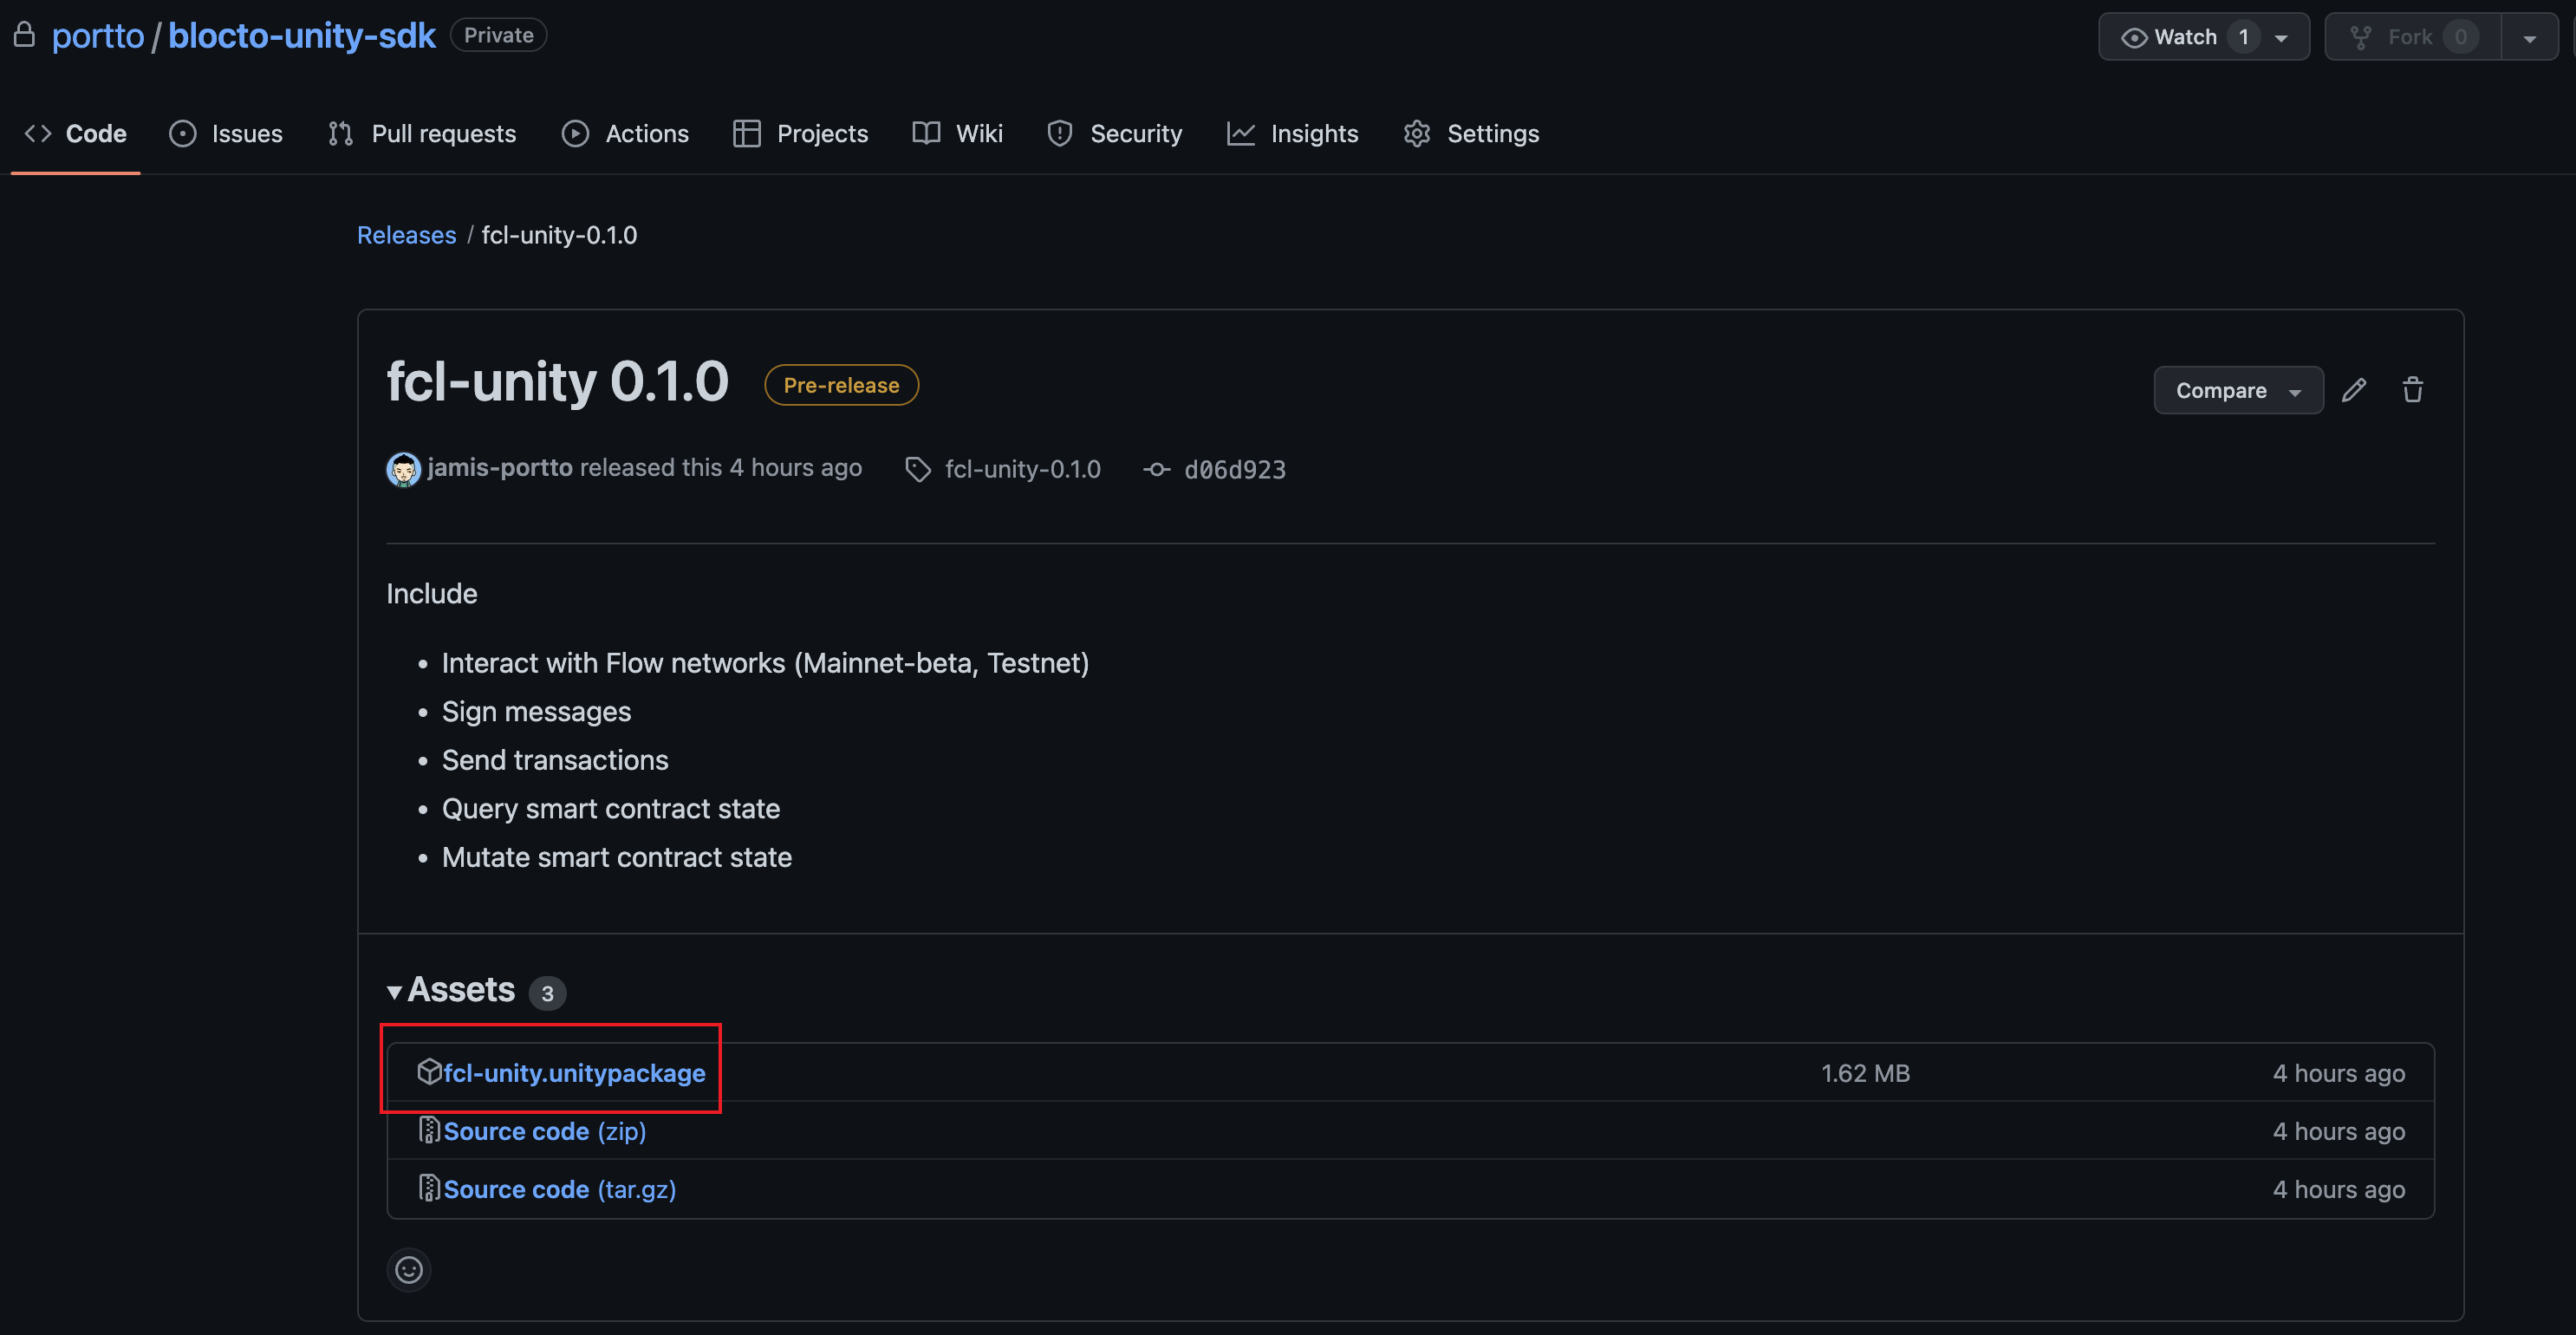 portto / blocto-unity-sdk Private Watch 1 Fork 0
Code Issues Pull requests Actions Projects Wiki Security Insights Settings
Releases / fcl-unity-0.1.0
fcl-unity 0.1.0 Pre-release Compare
jamis-portto released this 4 hours ago fcl-unity-0.1.0 d06d923
Include
• Interact with Flow networks (Mainnet-beta, Testnet)
• Sign messages
• Send transactions
• Query smart contract state
• Mutate smart contract state
Assets 3
fcl-unity.unitypackage 1.62 MB 4 hours ago
Source code (zip) 4 hours ago
Source code (tar.gz) 4 hours ago